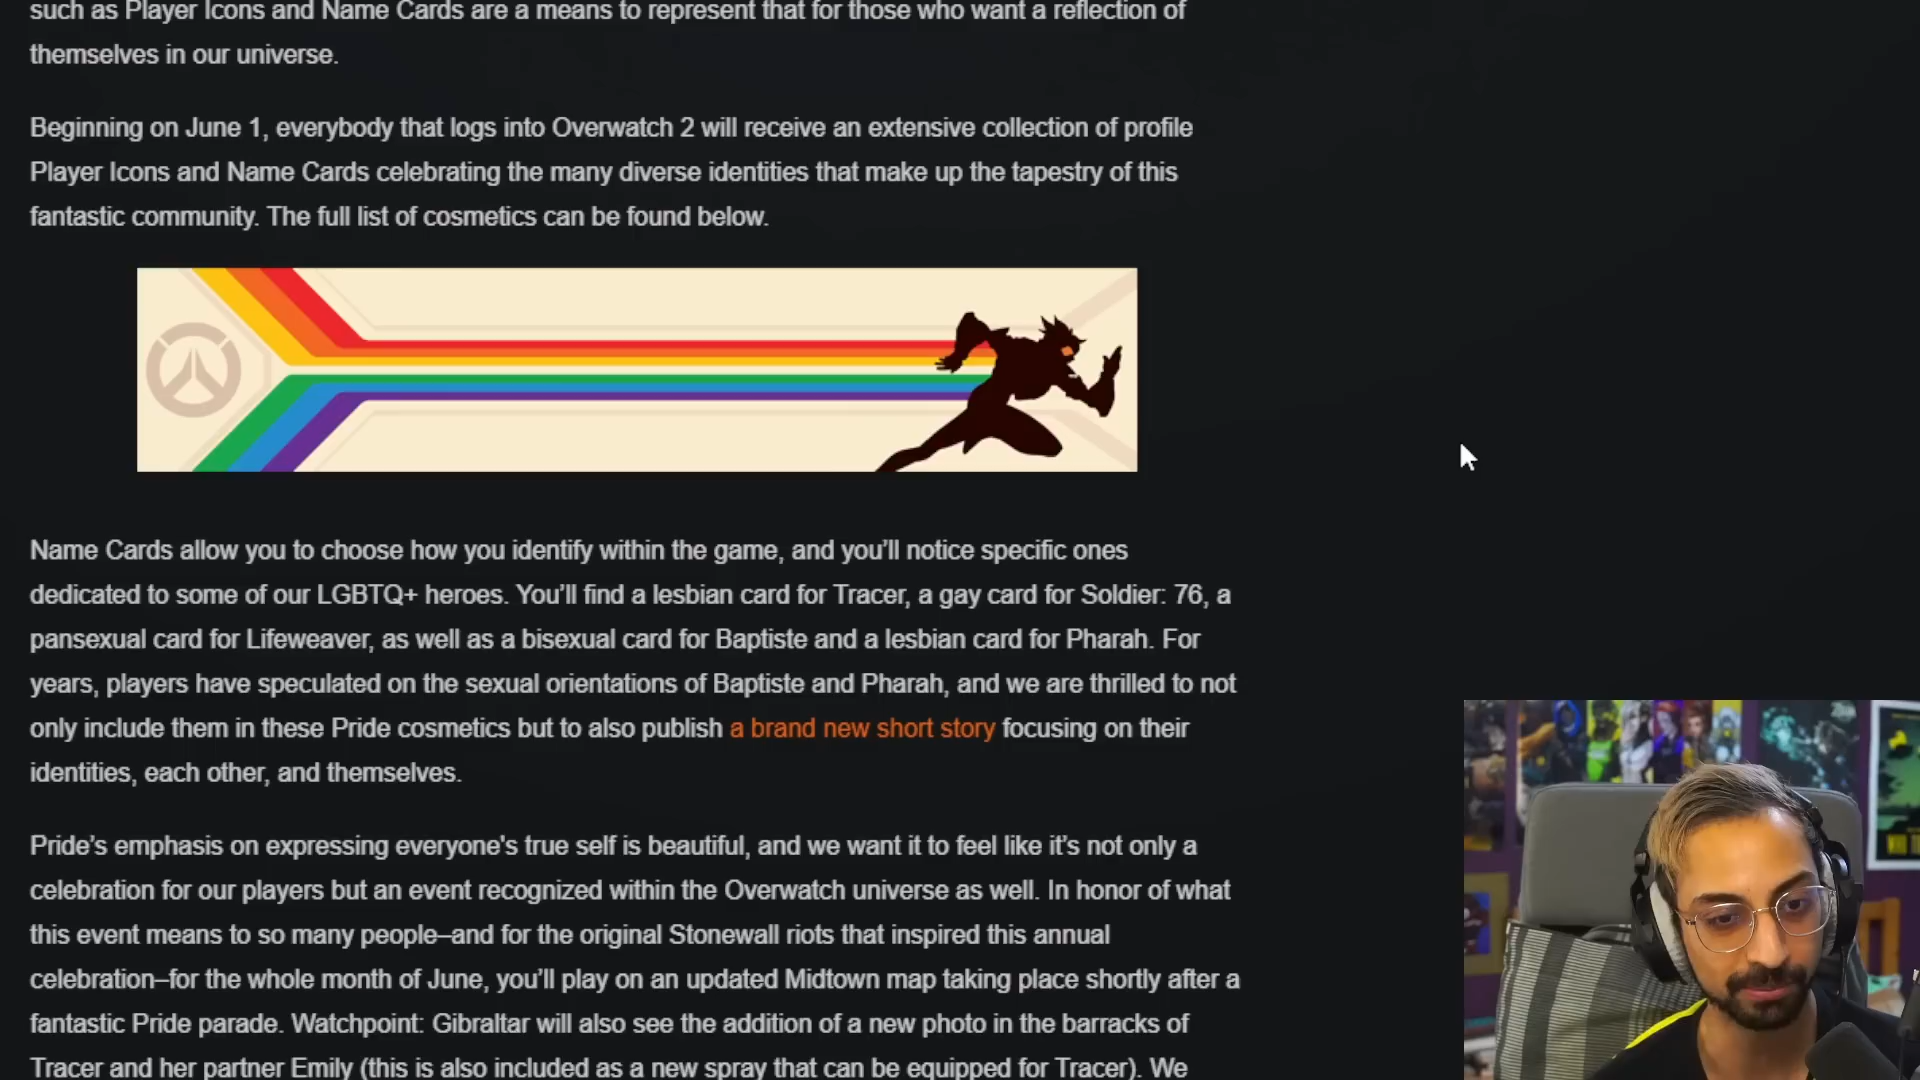 such as Player Icons and Name Cards are a means to represent that for those who want a reflection of
themselves in our universe.
Beginning on June 1, everybody that logs into Overwatch 2 will receive an extensive collection of profile
Player Icons and Name Cards celebrating the many diverse identities that make up the tapestry of this
fantastic community. The full list of cosmetics can be found below.
Name Cards allow you to choose how you identify within the game, and you’ll notice specific ones
dedicated to some of our LGBTQ+ heroes. You’ll find a lesbian card for Tracer, a gay card for Soldier: 76, a
pansexual card for Lifeweaver, as well as a bisexual card for Baptiste and a lesbian card for Pharah. For
years, players have speculated on the sexual orientations of Baptiste and Pharah, and we are thrilled to not
only include them in these Pride cosmetics but to also publish a brand new short story focusing on their
identities, each other, and themselves.
Pride’s emphasis on expressing everyone's true self is beautiful, and we want it to feel like it’s not only a
celebration for our players but an event recognized within the Overwatch universe as well. In honor of what
this event means to so many people–and for the original Stonewall riots that inspired this annual
celebration–for the whole month of June, you’ll play on an updated Midtown map taking place shortly after a
fantastic Pride parade. Watchpoint: Gibraltar will also see the addition of a new photo in the barracks of
Tracer and her partner Emily (this is also included as a new spray that can be equipped for Tracer). We